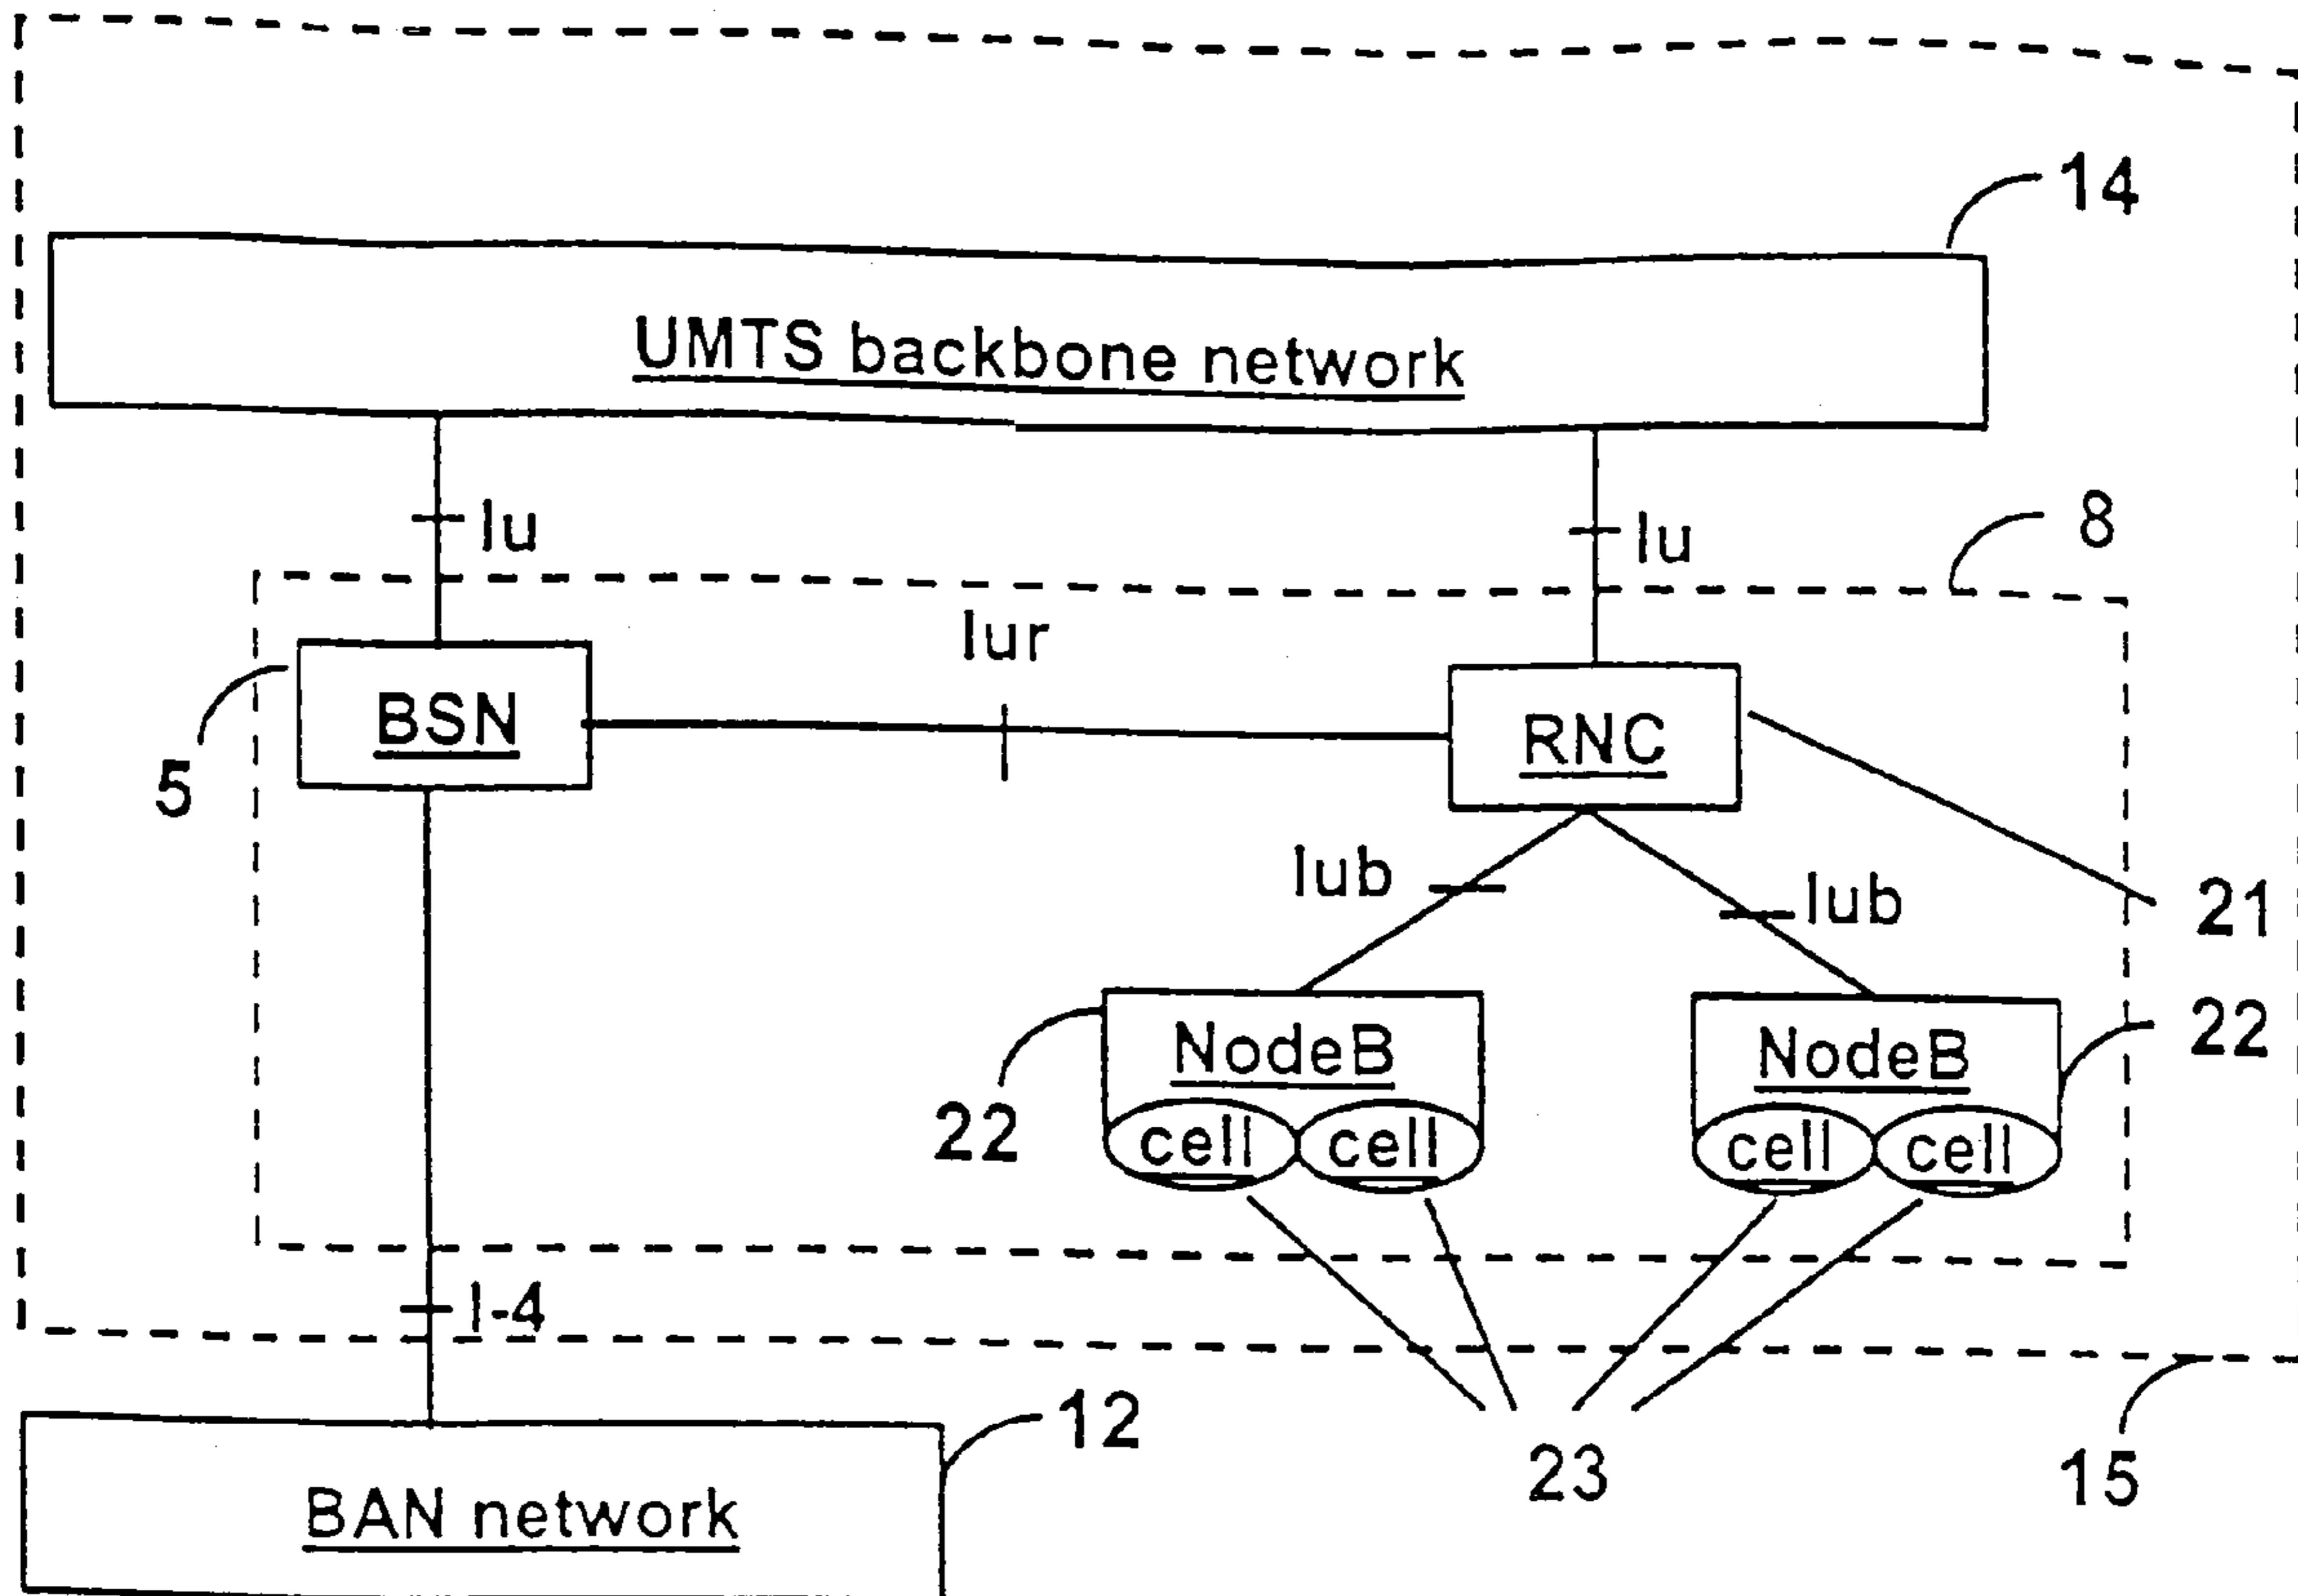 14
UMTS backbone network
Iu
Iu
8
Iur
BSN
RNC
5
Iub
Iub
21
NodeB
NodeB
22
22
cell
cell
cell
cell
I-4
12
23
15
BAN network